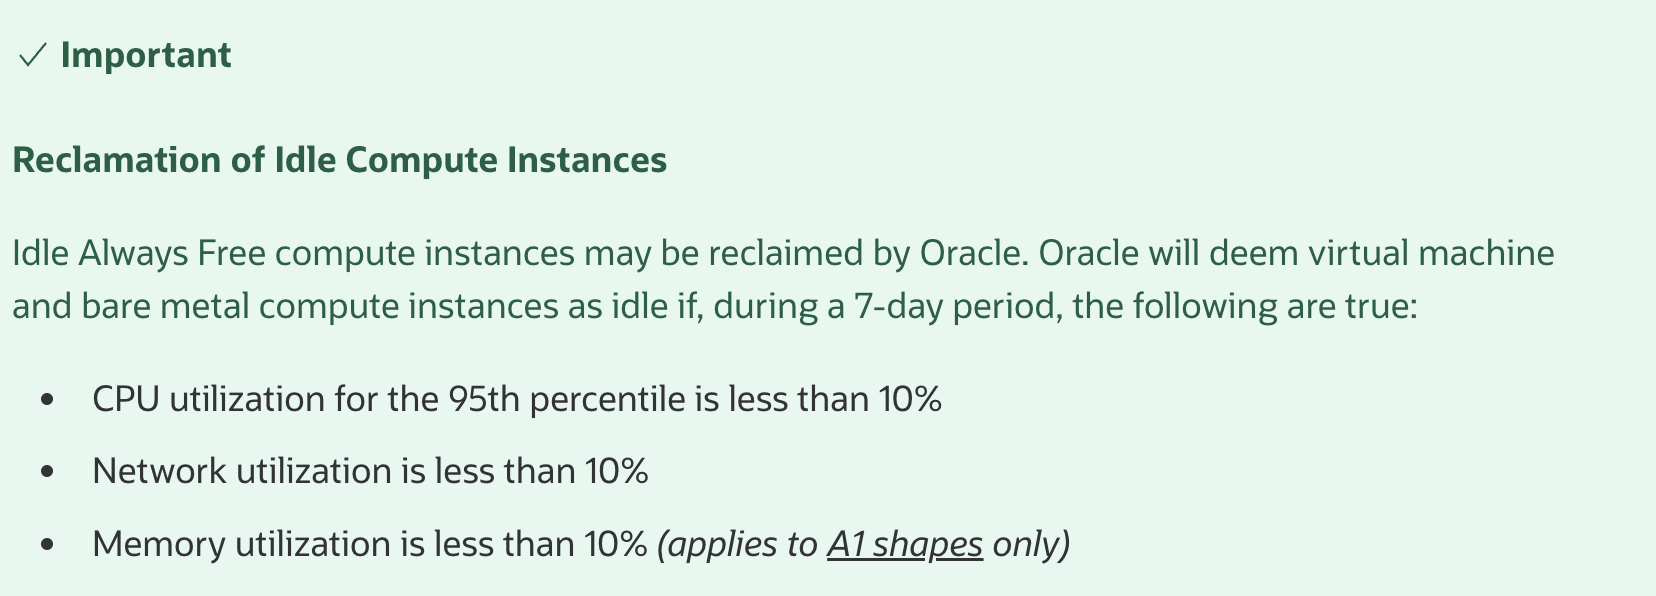 ✓ Important
Reclamation of Idle Compute Instances
Idle Always Free compute instances may be reclaimed by Oracle. Oracle will deem virtual machine
and bare metal compute instances as idle if, during a 7-day period, the following are true:
• CPU utilization for the 95th percentile is less than 10%
• Network utilization is less than 10%
• Memory utilization is less than 10% (applies to A1 shapes only)